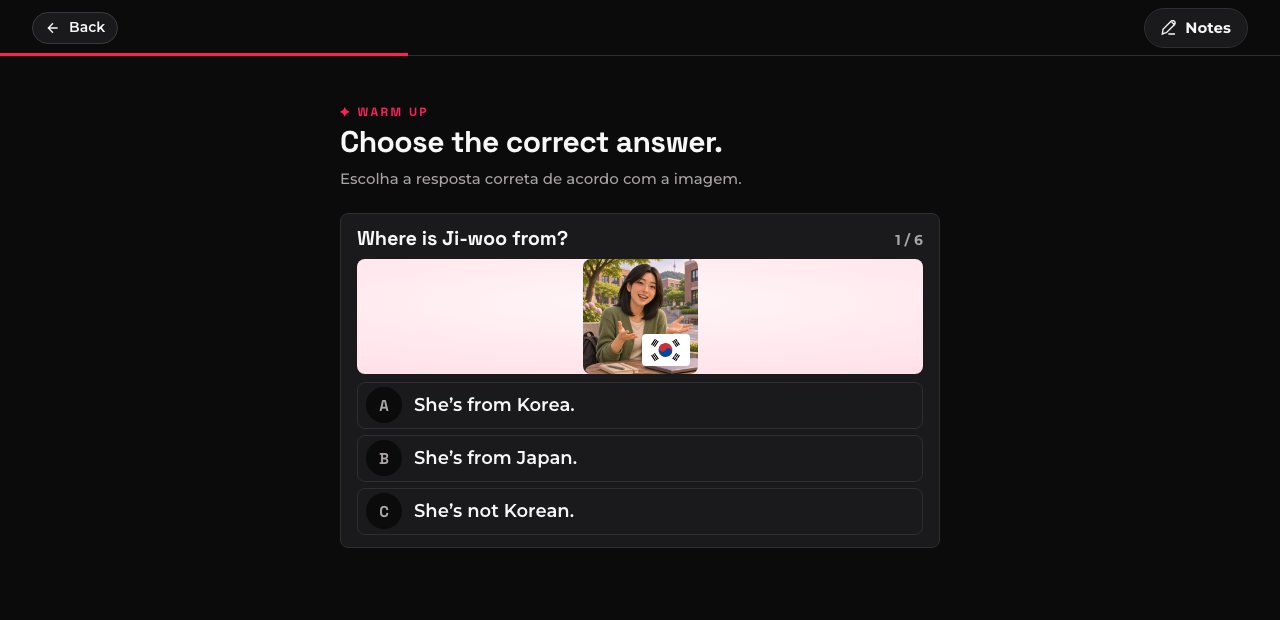 Back
Notes
WARM UP
Choose the correct answer.
Escolha a resposta correta de acordo com a imagem.
Where is Ji-woo from?
1 / 6
A She’s from Korea.
B She’s from Japan.
C She’s not Korean.